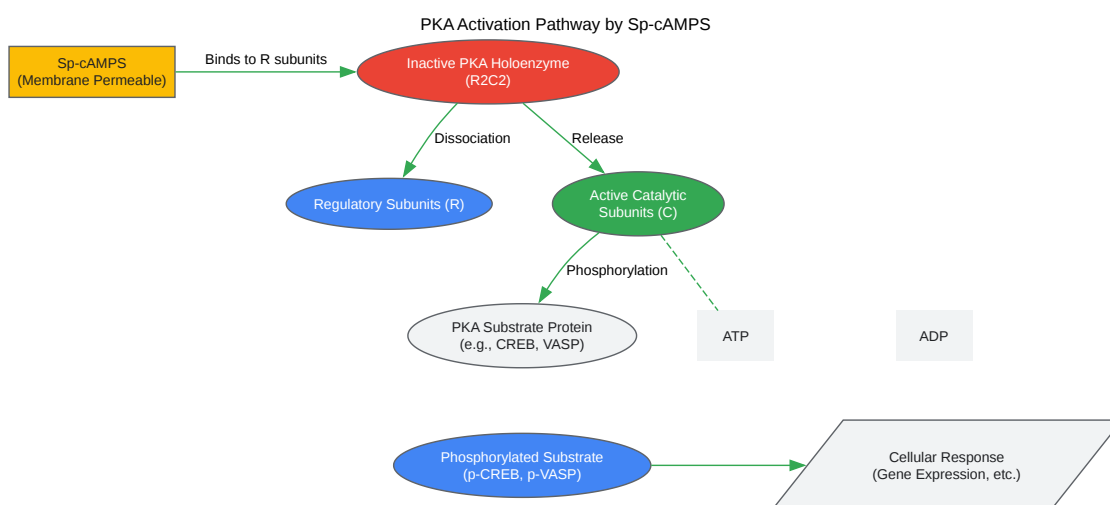 PKA Activation Pathway by Sp-cAMPS
Sp-cAMPS
(Membrane Permeable)
Binds to R subunits
Inactive PKA Holoenzyme
(R2C2)
Dissociation
Release
Regulatory Subunits (R)
Active Catalytic
Subunits (C)
Phosphorylation
PKA Substrate Protein
(e.g., CREB, VASP)
ATP
ADP
Phosphorylated Substrate
(p-CREB, p-VASP)
Cellular Response
(Gene Expression, etc.)